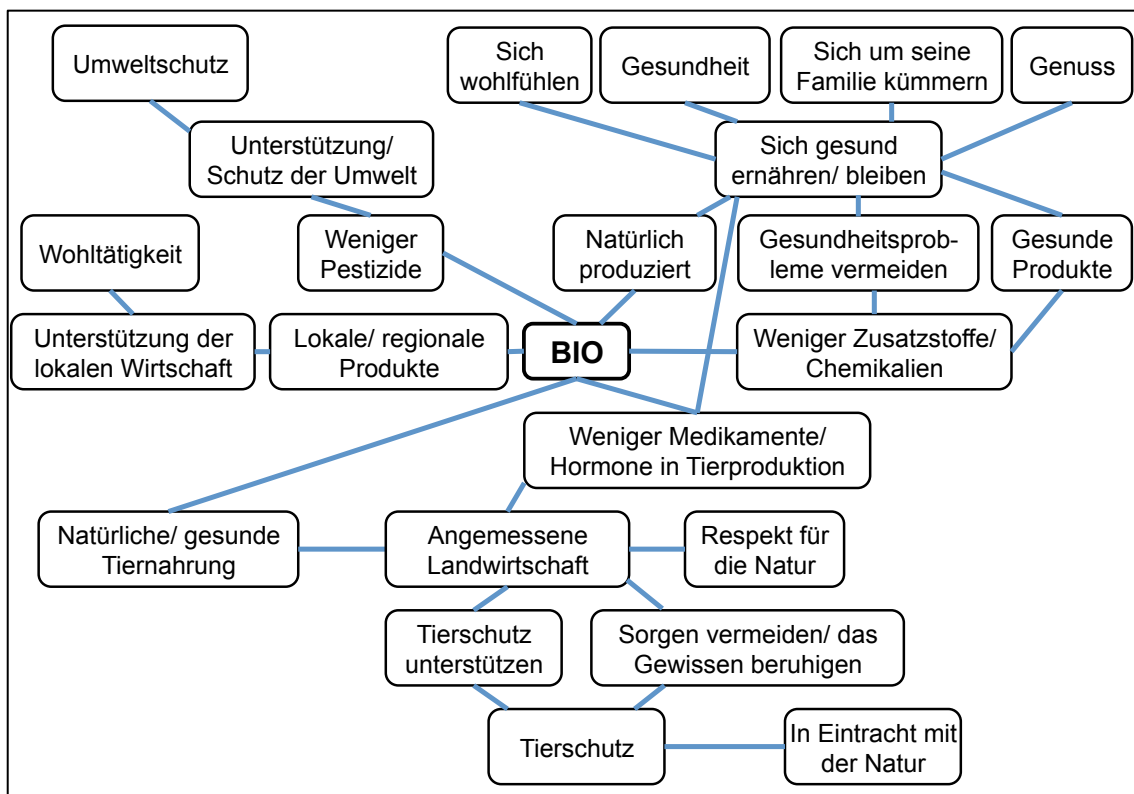 Umweltschutz
Sich
wohlfühlen
Gesundheit
Sich um seine
Familie kümmern
Genuss
Unterstützung/
Schutz der Umwelt
Sich gesund
ernähren/ bleiben
Wohltätigkeit
Weniger
Pestizide
Natürlich
produziert
Gesundheitsprob-
leme vermeiden
Gesunde
Produkte
Unterstützung der
lokalen Wirtschaft
Lokale/ regionale
Produkte
BIO
Weniger Zusatzstoffe/
Chemikalien
Weniger Medikamente/
Hormone in Tierproduktion
Natürliche/ gesunde
Tiernahrung
Angemessene
Landwirtschaft
Respekt für
die Natur
Tierschutz
unterstützen
Sorgen vermeiden/ das
Gewissen beruhigen
Tierschutz
In Eintracht mit
der Natur